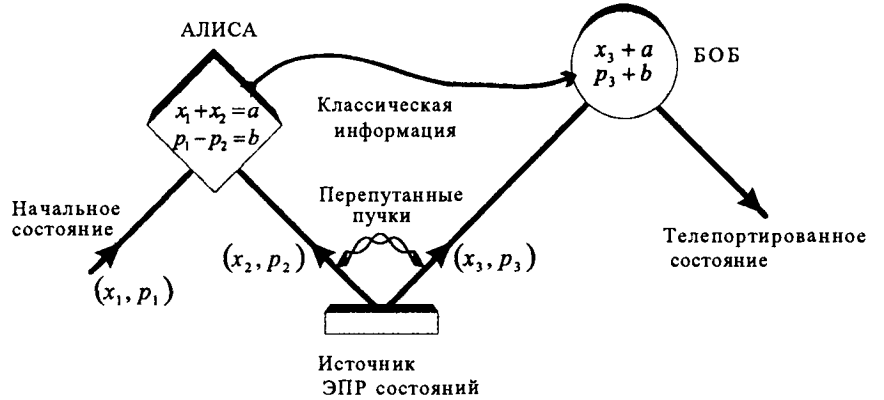 АЛИСА
x₁ + x₂ = a
p₁ − p₂ = b
x₃ + a
p₃ + b
БОБ
Классическая
информация
Начальное
состояние
(x₁, p₁)
Перепутанные
пучки
(x₂, p₂)
(x₃, p₃)
Телепортированное
состояние
Источник
ЭПР состояний